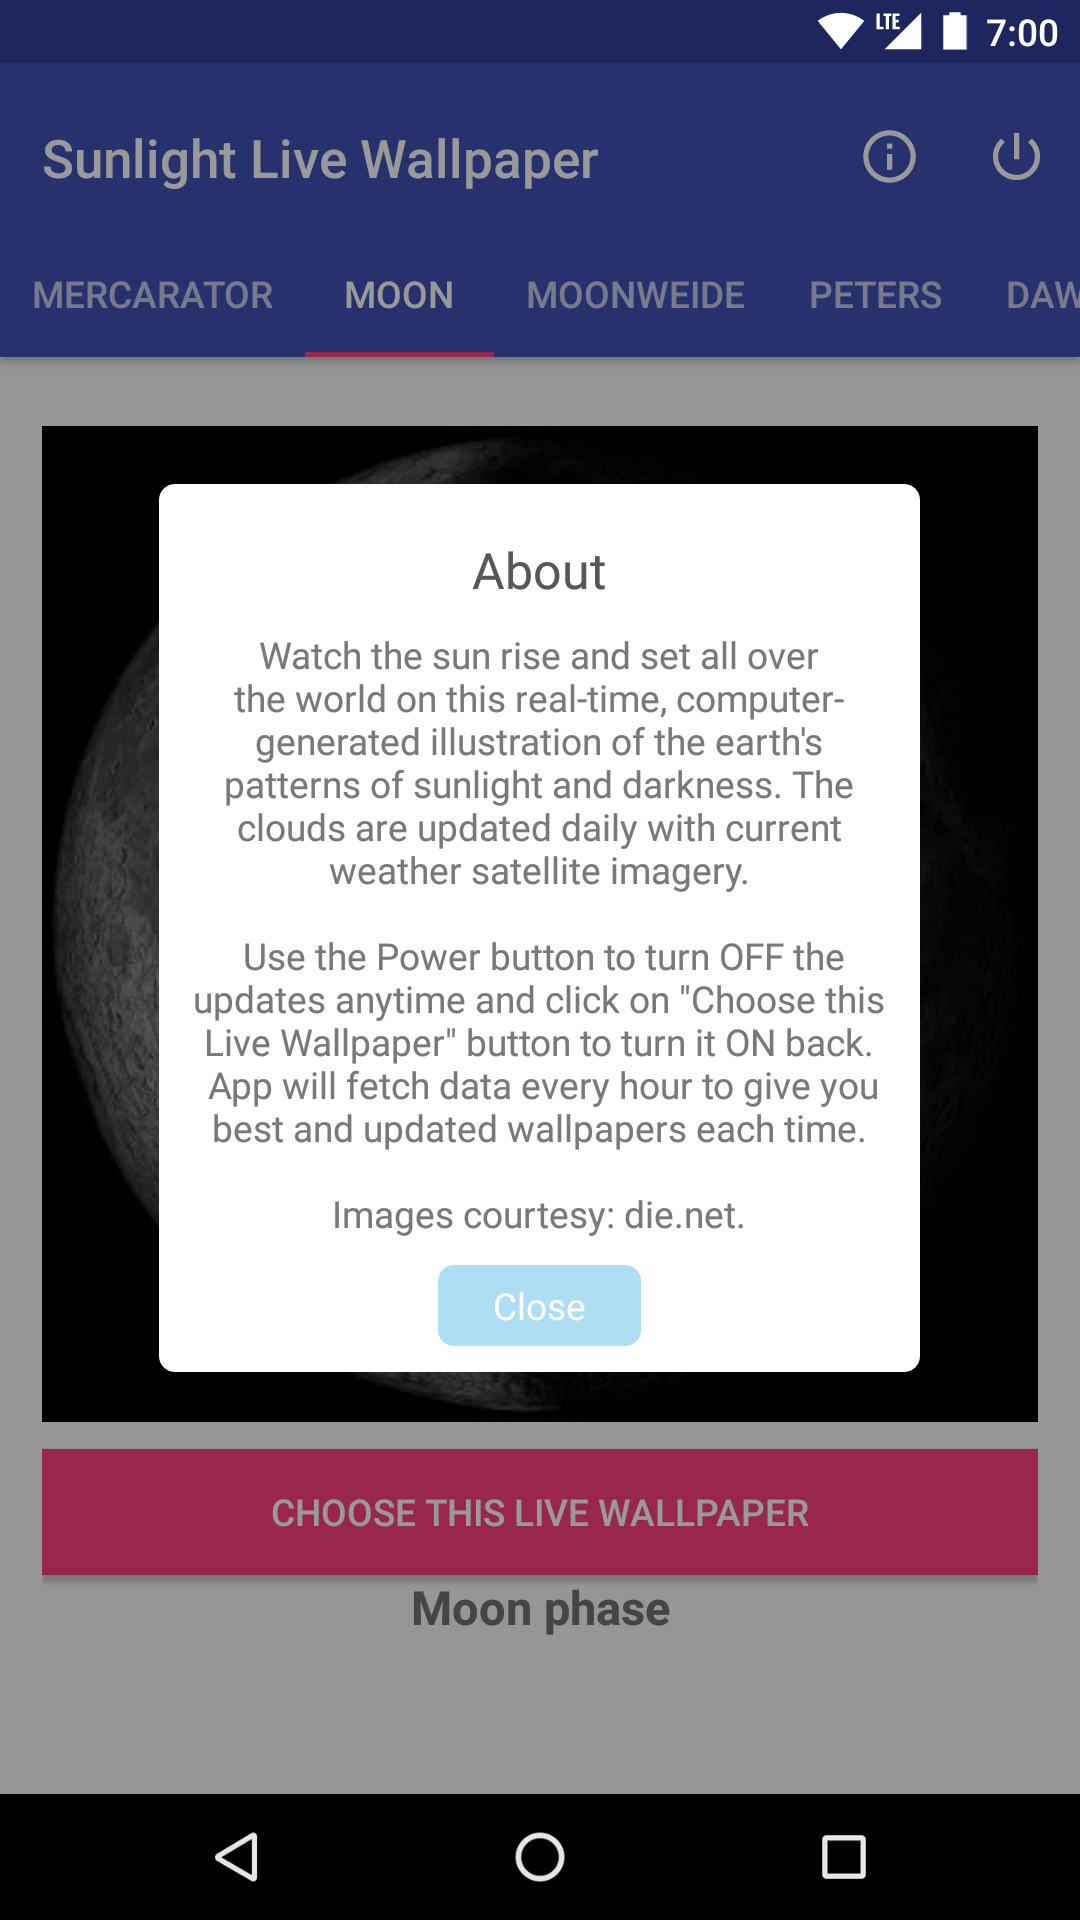 LTE 7:00
Sunlight Live Wallpaper
MERCARATOR MOON MOONWEIDE PETERS DAW
About
Watch the sun rise and set all over
the world on this real-time, computer-
generated illustration of the earth's
patterns of sunlight and darkness. The
clouds are updated daily with current
weather satellite imagery.
Use the Power button to turn OFF the
updates anytime and click on "Choose this
Live Wallpaper" button to turn it ON back.
App will fetch data every hour to give you
best and updated wallpapers each time.
Images courtesy: die.net.
Close
CHOOSE THIS LIVE WALLPAPER
Moon phase